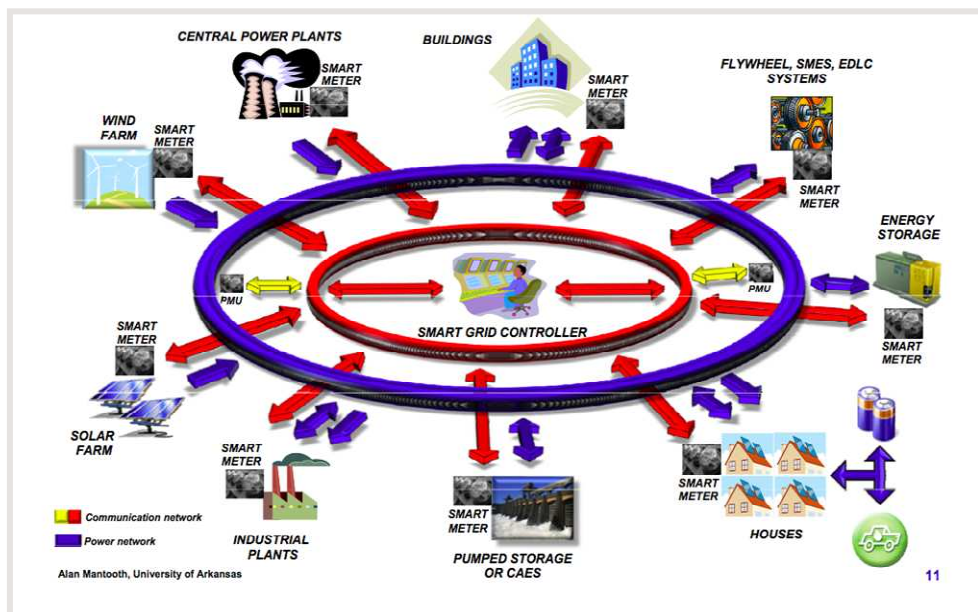 CENTRAL POWER PLANTS
SMART
METER
BUILDINGS
SMART
METER
FLYWHEEL, SMES, EDLC
SYSTEMS
SMART
METER
WIND
FARM
SMART
METER
ENERGY
STORAGE
SMART
METER
PMU
PMU
SMART GRID CONTROLLER
SMART
METER
SOLAR
FARM
SMART
METER
INDUSTRIAL
PLANTS
SMART
METER
PUMPED STORAGE
OR CAES
SMART
METER
HOUSES
Communication network
Power network
Alan Mantooth, University of Arkansas
11